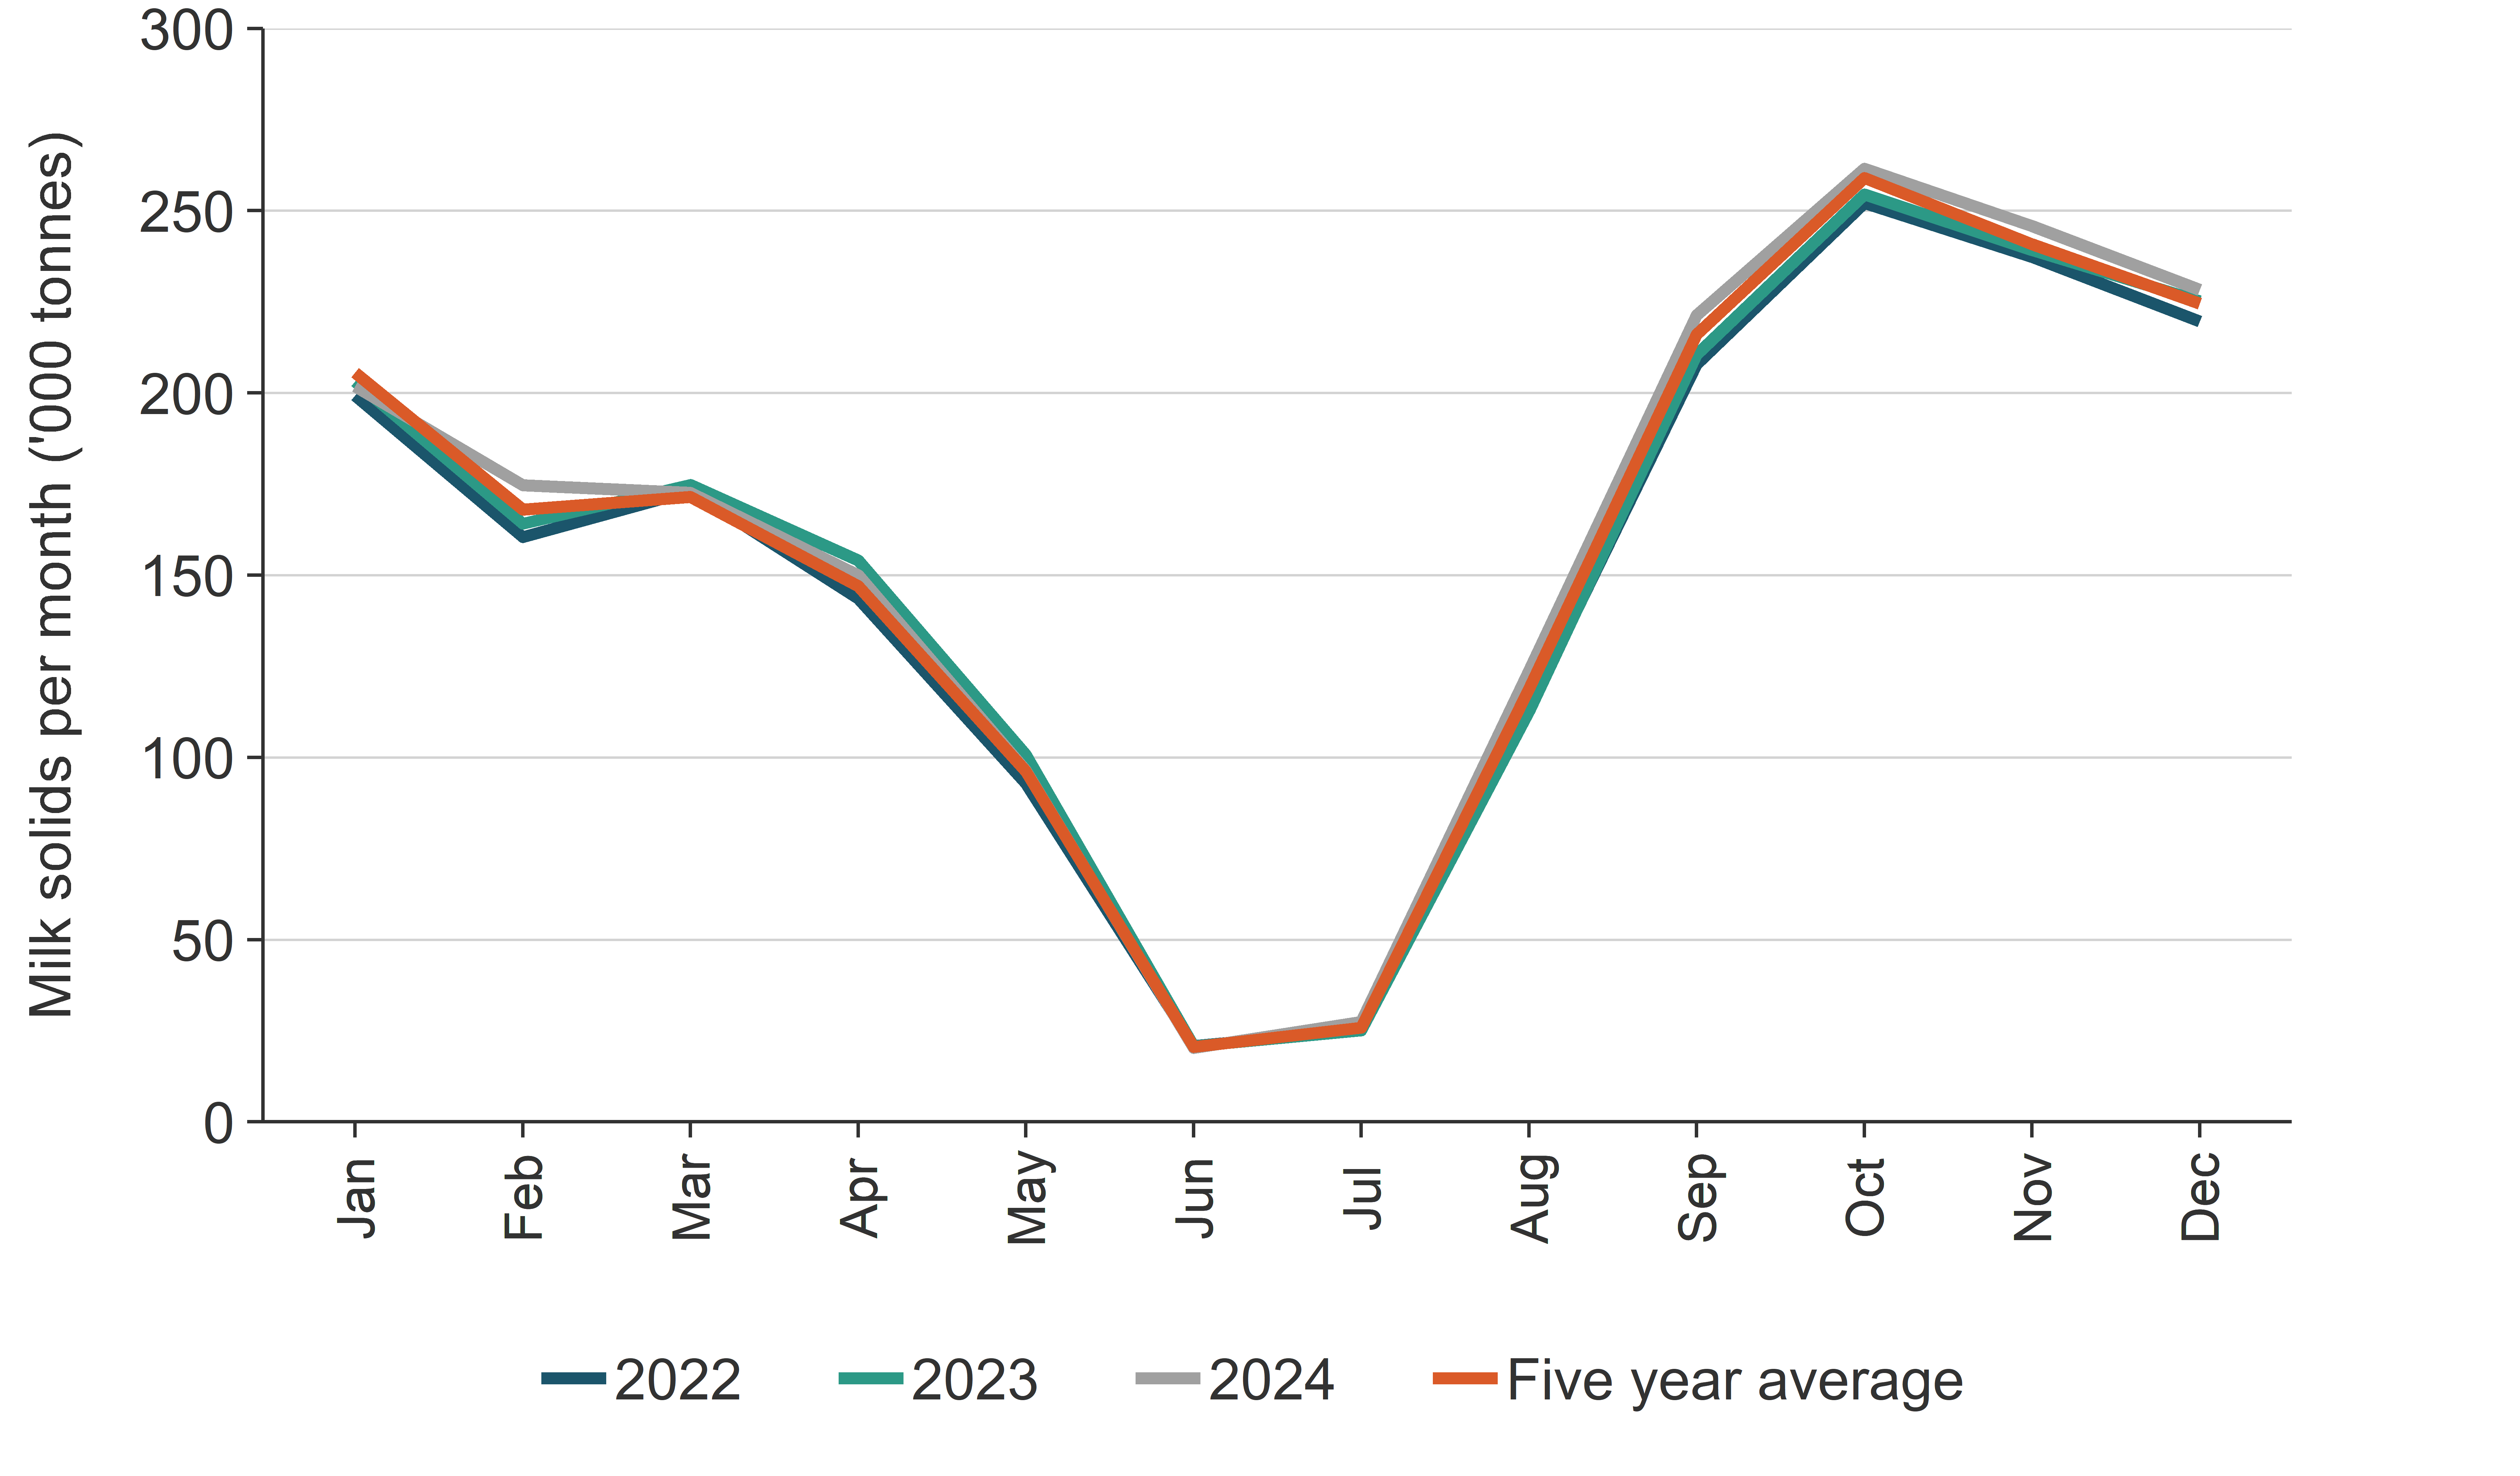 Milk solids per month ('000 tonnes)
300
250
200
150
100
50
0
Jan
Feb
Mar
Apr
May
Jun
Jul
Aug
Sep
Oct
Nov
Dec
2022
2023
2024
Five year average